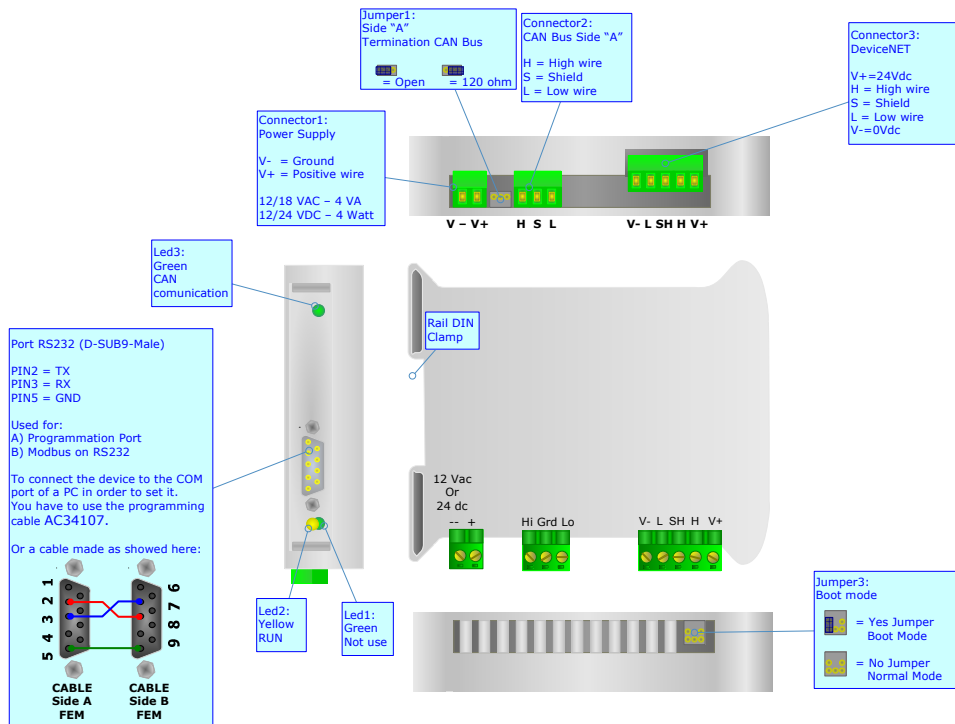 Jumper1:
Side “A”
Termination CAN Bus
= Open = 120 ohm
Connector2:
CAN Bus Side “A”
H = High wire
S = Shield
L = Low wire
Connector3:
DeviceNET
V+=24Vdc
H = High wire
S = Shield
L = Low wire
V-=0Vdc
Connector1:
Power Supply
V- = Ground
V+ = Positive wire
12/18 VAC – 4 VA
12/24 VDC – 4 Watt
V – V+ H S L V- L SH H V+
Led3:
Green
CAN
comunication
Rail DIN
Clamp
Port RS232 (D-SUB9-Male)
PIN2 = TX
PIN3 = RX
PIN5 = GND
Used for:
A) Programmation Port
B) Modbus on RS232
To connect the device to the COM
port of a PC in order to set it.
You have to use the programming
cable AC34107.
Or a cable made as showed here:
1
2
3
4
5
6
7
8
9
CABLE
Side A
FEM
CABLE
Side B
FEM
12 Vac
Or
24 dc
-- +
Hi Grd Lo
V- L SH H V+
Led2:
Yellow
RUN
Led1:
Green
Not use
Jumper3:
Boot mode
= Yes Jumper
Boot Mode
= No Jumper
Normal Mode